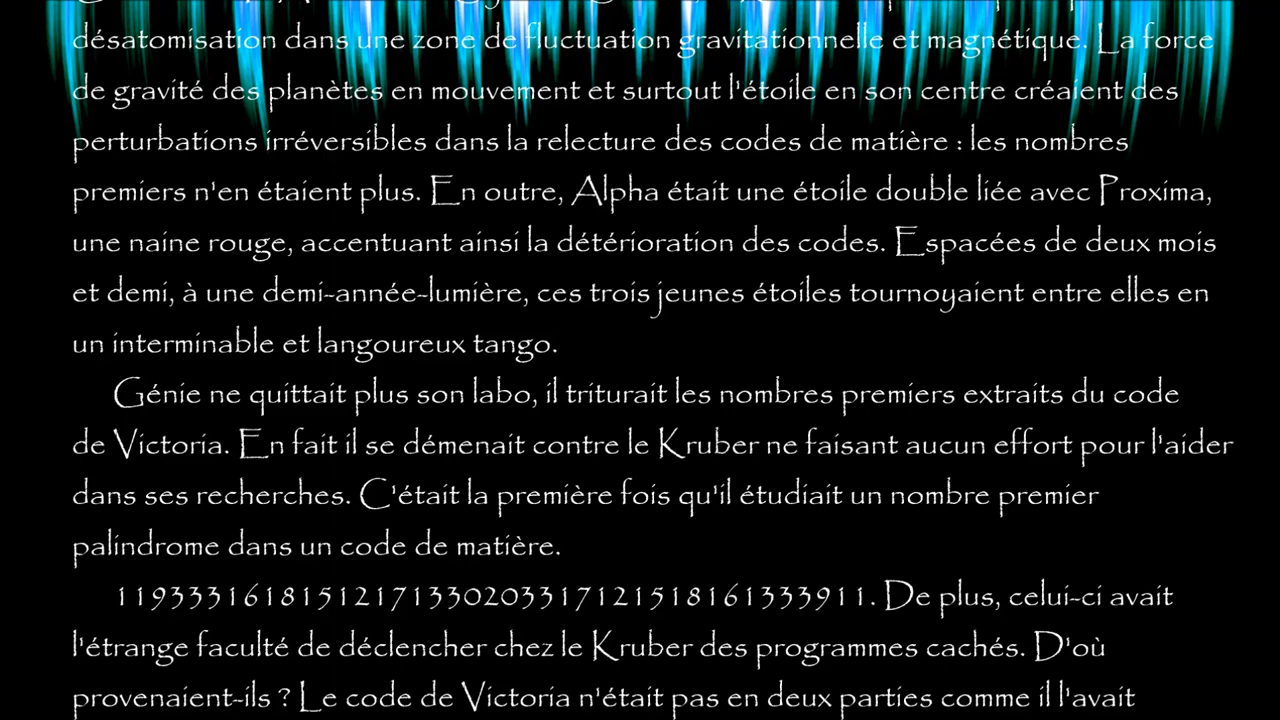 désatomisation dans une zone de fluctuation gravitationnelle et magnétique. La force
de gravité des planètes en mouvement et surtout l'étoile en son centre créaient des
perturbations irréversibles dans la relecture des codes de matière : les nombres
premiers n'en étaient plus. En outre, Alpha était une étoile double liée avec Proxima,
une naine rouge, accentuant ainsi la détérioration des codes. Espacées de deux mois
et demi, à une demi-année-lumière, ces trois jeunes étoiles tournoyaient entre elles en
un interminable et langoureux tango.
Génie ne quittait plus son labo, il triturait les nombres premiers extraits du code
de Victoria. En fait il se démenait contre le Kruber ne faisant aucun effort pour l'aider
dans ses recherches. C'était la première fois qu'il étudiait un nombre premier
palindrome dans un code de matière.
11933316181512171330203317121518161333911. De plus, celui-ci avait
l'étrange faculté de déclencher chez le Kruber des programmes cachés. D'où
provenaient-ils ? Le code de Victoria n'était pas en deux parties comme il l'avait